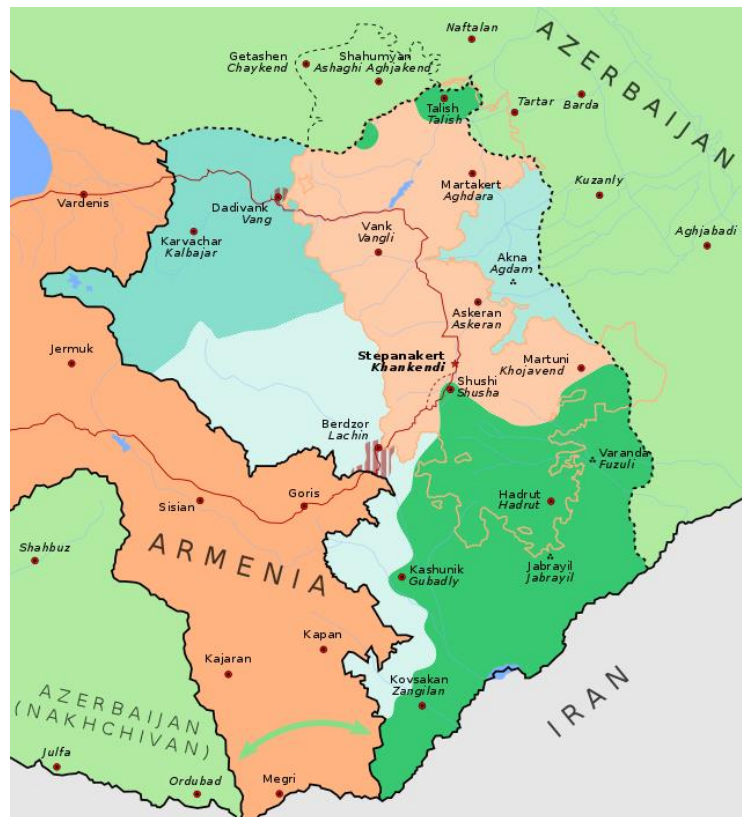 Naftalan
AZERBAIJAN
Getashen
Chaykend
Shahumyan
Ashaghi Aghjakend
Talish
Talish
Tartar
Barda
Vardenis
Dadivank
Vang
Martakert
Aghdara
Kuzanly
Karvachar
Kalbajar
Vank
Vangli
Aghjabadi
Akna
Agdam
Askeran
Askeran
Jermuk
Stepanakert
Khankendi
Martuni
Khojavend
Shushi
Shusha
Berdzor
Lachin
Varanda
Fuzuli
Sisian
Goris
Hadrut
Hadrut
ARMENIA
Shahbuz
Kashunik
Gubadly
Jabrayil
Jabrayil
Kapan
Kajaran
Kovsakan
Zangilan
IRAN
AZERBAIJAN
(NAKHCHIVAN)
Julfa
Ordubad
Megri